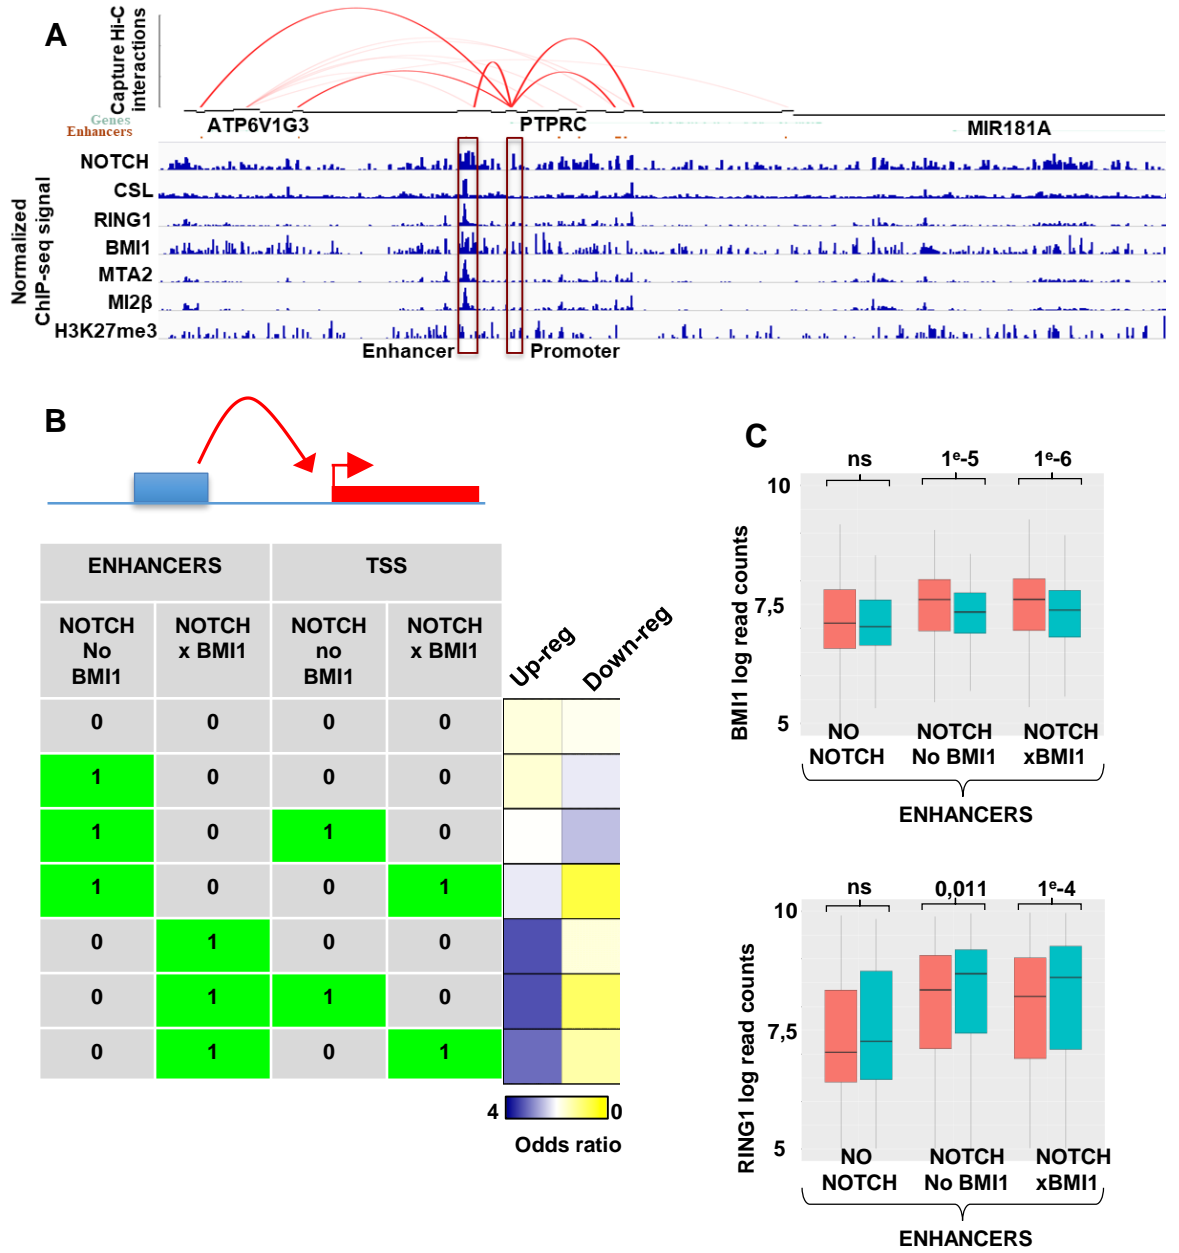 A
Capture Hi-C
interactions
Genes
Enhancers
ATP6V1G3
PTPRC
MIR181A
Normalized
ChIP-seq signal
NOTCH
CSL
RING1
BMI1
MTA2
MI2β
H3K27me3
Enhancer
Promoter
B
ENHANCERS TSS
NOTCH
No
BMI1
NOTCH
x BMI1
NOTCH
no
BMI1
NOTCH
x BMI1
Up-reg
Down-reg
0 0 0 0
1 0 0 0
1 0 1 0
1 0 0 1
0 1 0 0
0 1 1 0
0 1 0 1
4 0
Odds ratio
C
ns 1e-5 1e-6
BMI1 log read counts
10
7,5
5
NO
NOTCH
NOTCH
No BMI1
NOTCH
xBMI1
ENHANCERS
ns 0,011 1e-4
RING1 log read counts
10
7,5
5
NO
NOTCH
NOTCH
No BMI1
NOTCH
xBMI1
ENHANCERS